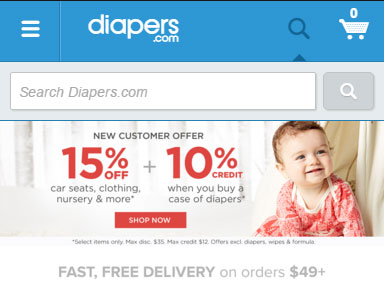 diapers
.com
0
Search Diapers.com
NEW CUSTOMER OFFER
15% OFF + 10% CREDIT
car seats, clothing, nursery & more*
when you buy a case of diapers*
SHOP NOW
*Select items only. Max disc. $35. Max credit $12. Offers excl. diapers, wipes & formula.
FAST, FREE DELIVERY on orders $49+